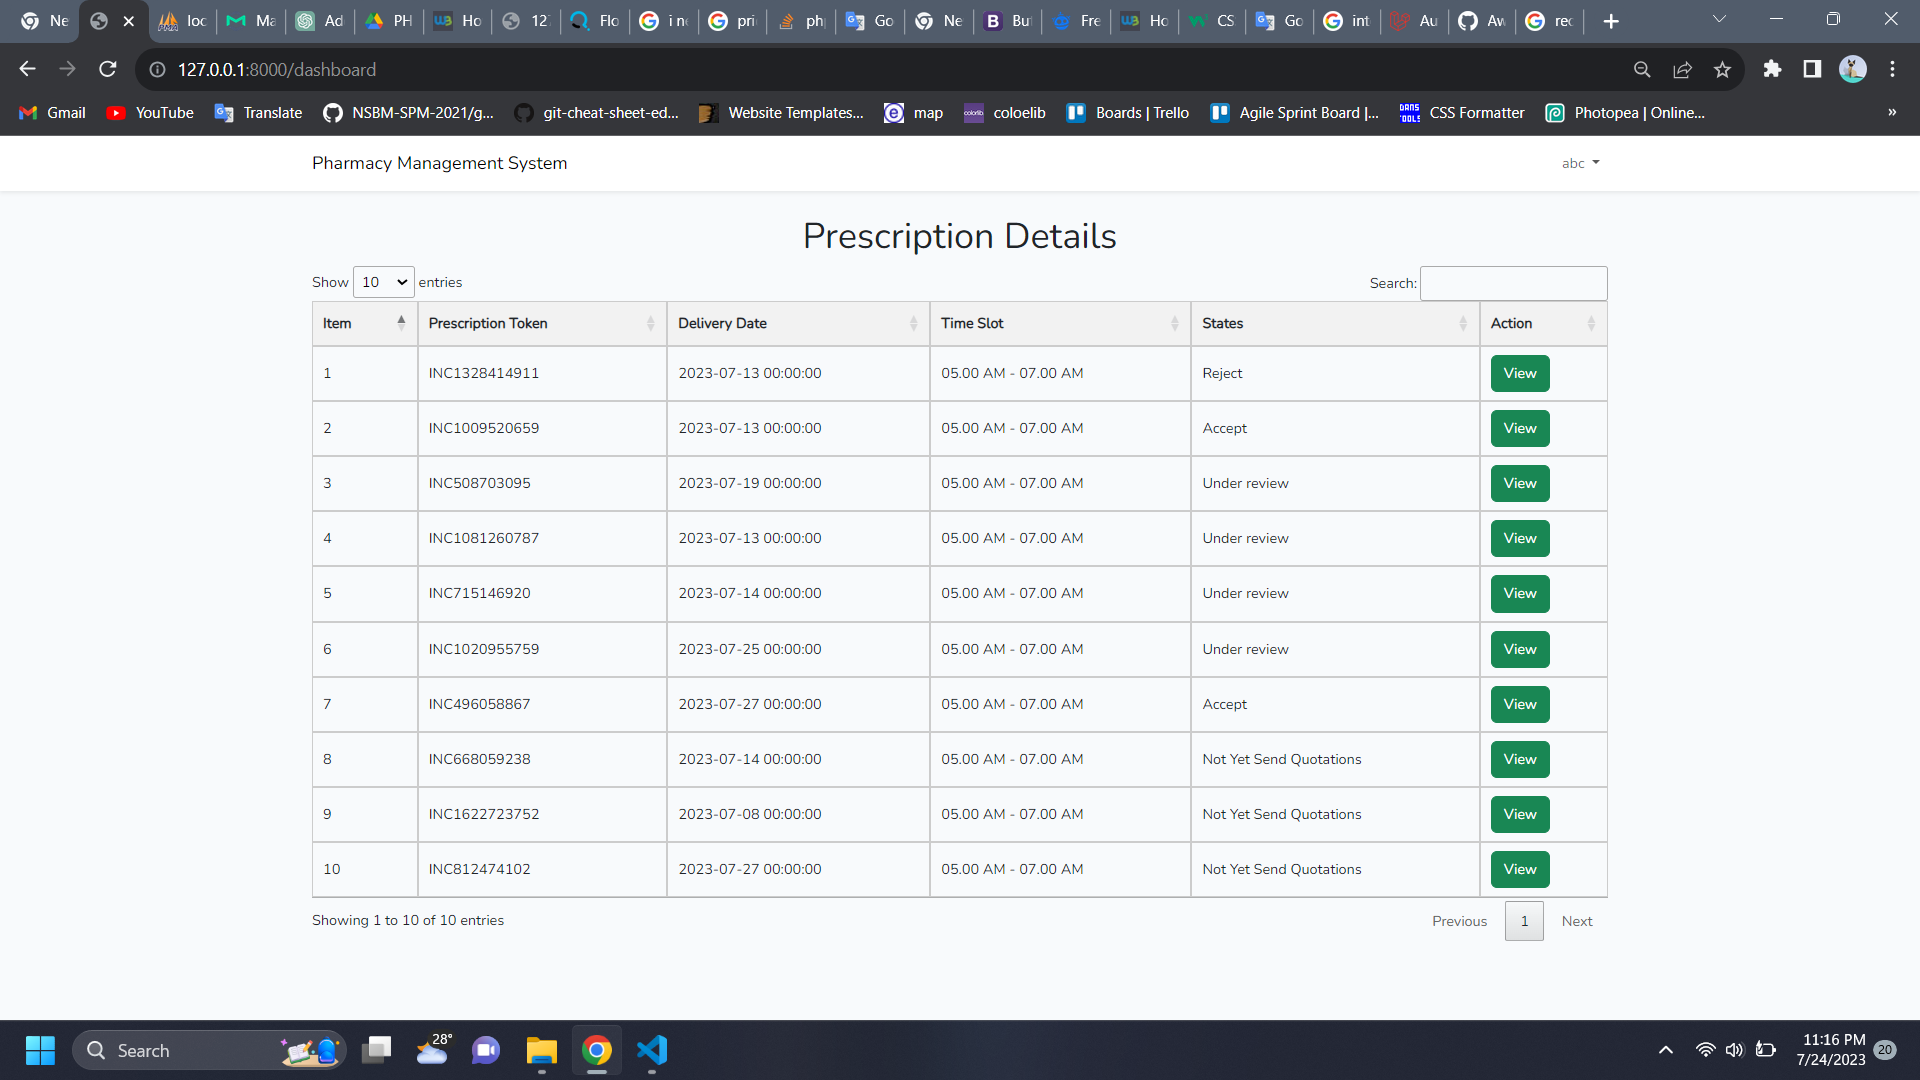 Ne loc Ma Ad PH Ho 127 Flo i ne pri php Go Ne But Fre Ho CS Go int Au Aw rec
127.0.0.1:8000/dashboard
Gmail YouTube Translate NSBM-SPM-2021/g... git-cheat-sheet-ed... Website Templates... map coloelib Boards | Trello Agile Sprint Board |... CSS Formatter Photopea | Online... »
Pharmacy Management System abc
Prescription Details
Show 10 entries Search:
Item Prescription Token Delivery Date Time Slot States Action
1 INC1328414911 2023-07-13 00:00:00 05.00 AM - 07.00 AM Reject View
2 INC1009520659 2023-07-13 00:00:00 05.00 AM - 07.00 AM Accept View
3 INC508703095 2023-07-19 00:00:00 05.00 AM - 07.00 AM Under review View
4 INC1081260787 2023-07-13 00:00:00 05.00 AM - 07.00 AM Under review View
5 INC715146920 2023-07-14 00:00:00 05.00 AM - 07.00 AM Under review View
6 INC1020955759 2023-07-25 00:00:00 05.00 AM - 07.00 AM Under review View
7 INC496058867 2023-07-27 00:00:00 05.00 AM - 07.00 AM Accept View
8 INC668059238 2023-07-14 00:00:00 05.00 AM - 07.00 AM Not Yet Send Quotations View
9 INC1622723752 2023-07-08 00:00:00 05.00 AM - 07.00 AM Not Yet Send Quotations View
10 INC812474102 2023-07-27 00:00:00 05.00 AM - 07.00 AM Not Yet Send Quotations View
Showing 1 to 10 of 10 entries Previous 1 Next
Search 28° 11:16 PM
7/24/2023 20